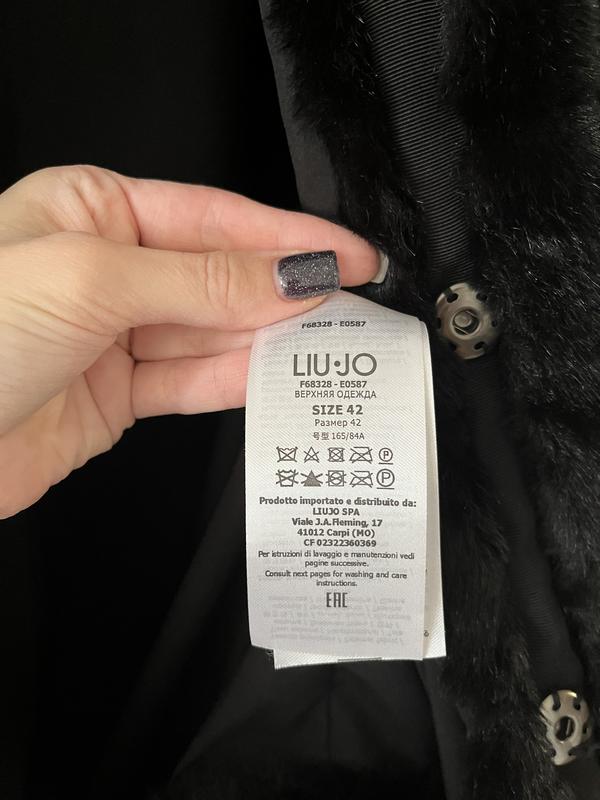 F68328 - E0587
LIU·JO
F68328 - E0587
ВЕРХНЯЯ ОДЕЖДА
SIZE 42
Размер 42
号型 165/84A
P
P
Prodotto importato e distribuito da:
LIUJO SPA
Viale J.A.Fleming, 17
41012 Carpi (MO)
CF 02322360369
Per istruzioni di lavaggio e manutenzioni vedi
pagine successive.
Consult next pages for washing and care
instructions.
EAC